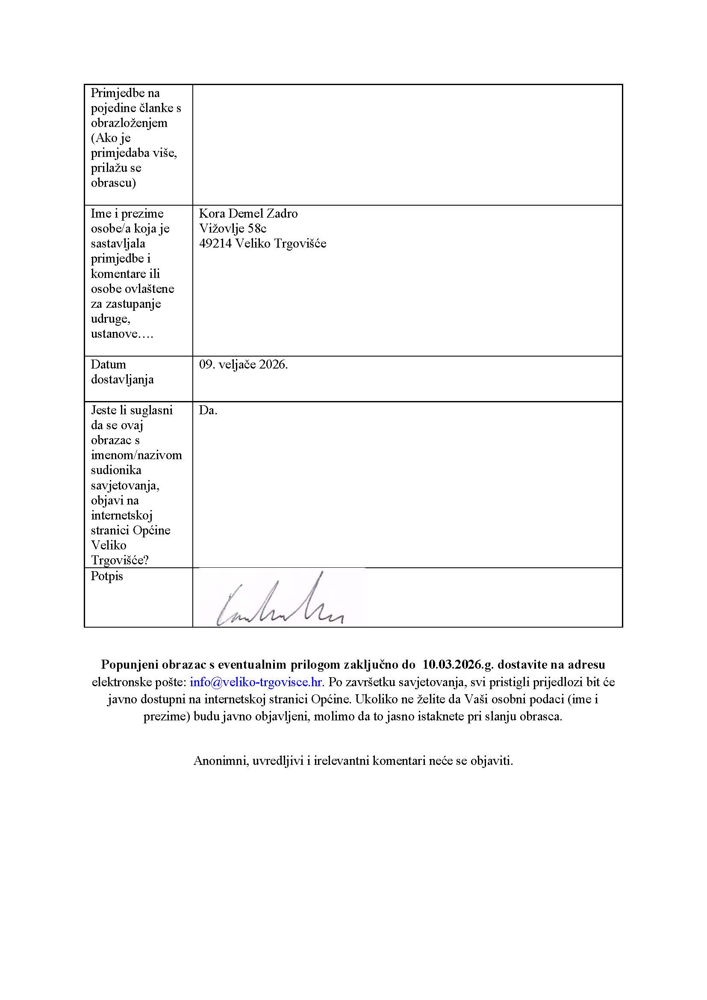 Primjedbe na
pojedine članke s
obrazloženjem
(Ako je
primjedaba više,
prilažu se
obrascu)
Ime i prezime
osobe/a koja je
sastavljala
primjedbe i
komentare ili
osobe ovlaštene
za zastupanje
udruge,
ustanove….
Kora Demel Zadro
Vižovlje 58c
49214 Veliko Trgovišće
Datum
dostavljanja
09. veljače 2026.
Jeste li suglasni
da se ovaj
obrazac s
imenom/nazivom
sudionika
savjetovanja,
objavi na
internetskoj
stranici Općine
Veliko
Trgovišće?
Da.
Potpis
Popunjeni obrazac s eventualnim prilogom zaključno do  10.03.2026.g. dostavite na adresu
elektronske pošte: info@veliko-trgovisce.hr. Po završetku savjetovanja, svi pristigli prijedlozi bit će
javno dostupni na internetskoj stranici Općine. Ukoliko ne želite da Vaši osobni podaci (ime i
prezime) budu javno objavljeni, molimo da to jasno istaknete pri slanju obrasca.
Anonimni, uvredljivi i irelevantni komentari neće se objaviti.